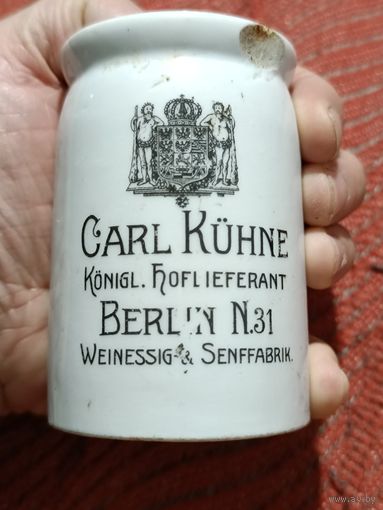 CARL KÜHNE
KÖNIGL. HOFLIEFERANT
BERLIN N.31
WEINESSIG & SENFFABRIK.
www.ay.by